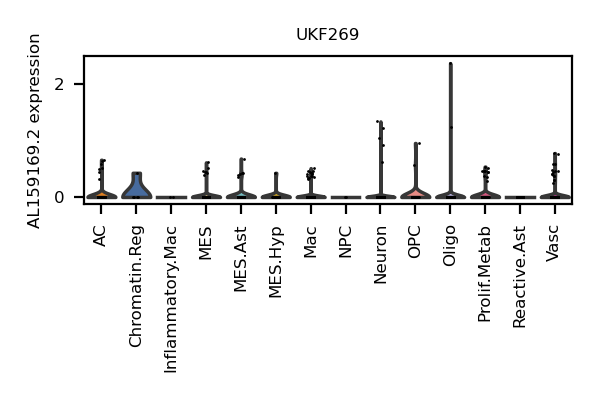 UKF269
AL159169.2 expression
2
0
AC
Chromatin.Reg
Inflammatory.Mac
MES
MES.Ast
MES.Hyp
Mac
NPC
Neuron
OPC
Oligo
Prolif.Metab
Reactive.Ast
Vasc